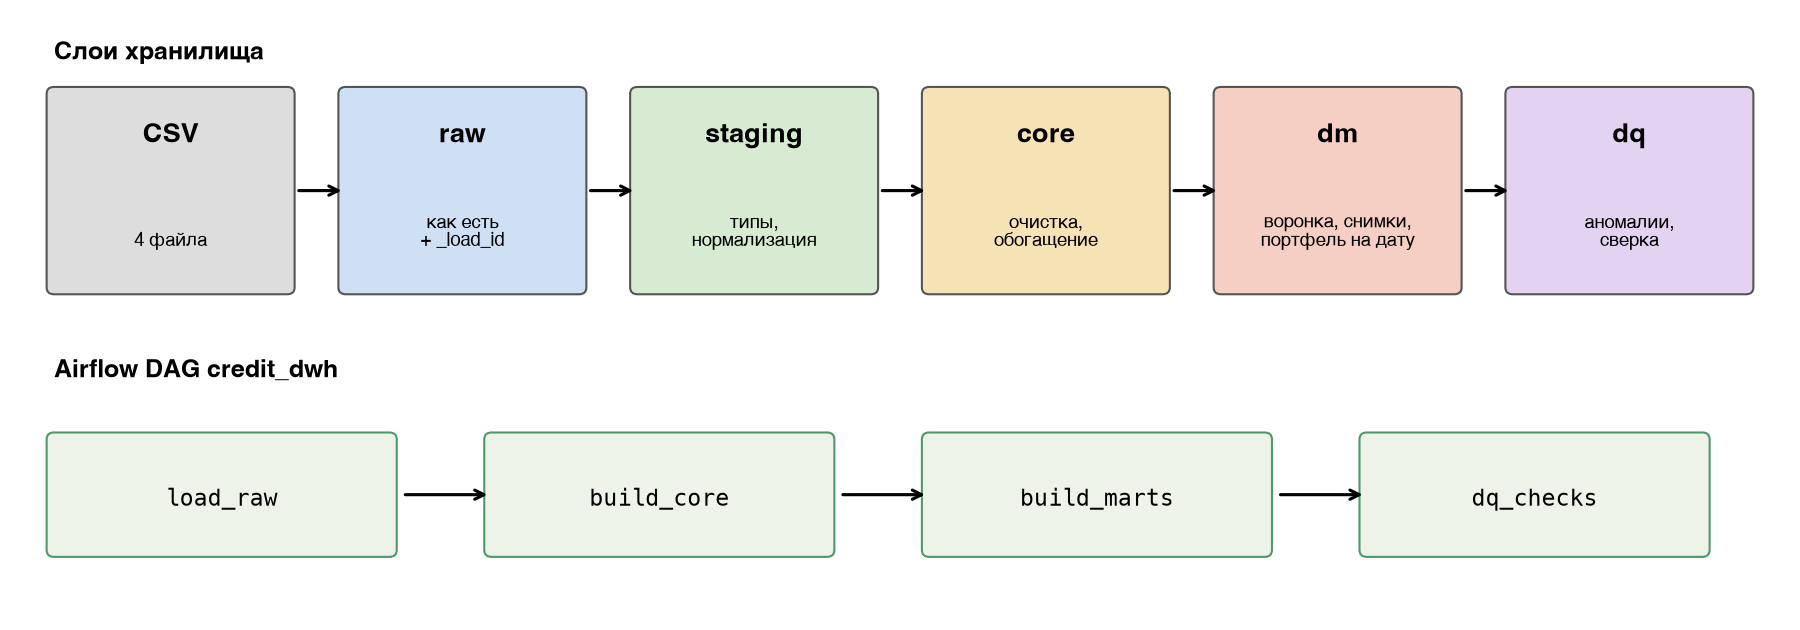 Слои хранилища
CSV
4 файла
raw
как есть
+ _load_id
staging
типы,
нормализация
core
очистка,
обогащение
dm
воронка, снимки,
портфель на дату
dq
аномалии,
сверка
Airflow DAG credit_dwh
load_raw
build_core
build_marts
dq_checks